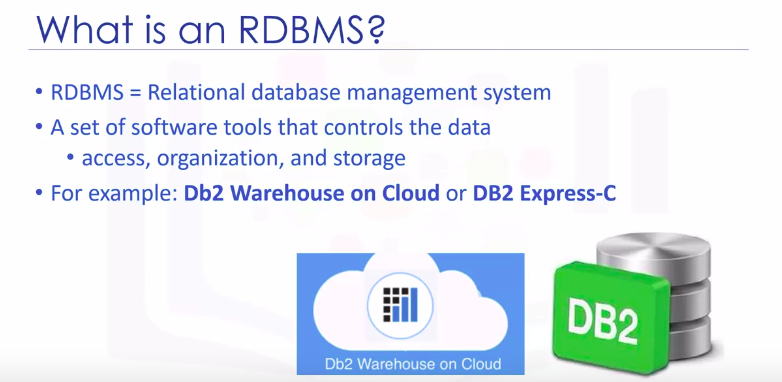 What is an RDBMS?
• RDBMS = Relational database management system
• A set of software tools that controls the data
• access, organization, and storage
• For example: Db2 Warehouse on Cloud or DB2 Express-C
Db2 Warehouse on Cloud
DB2